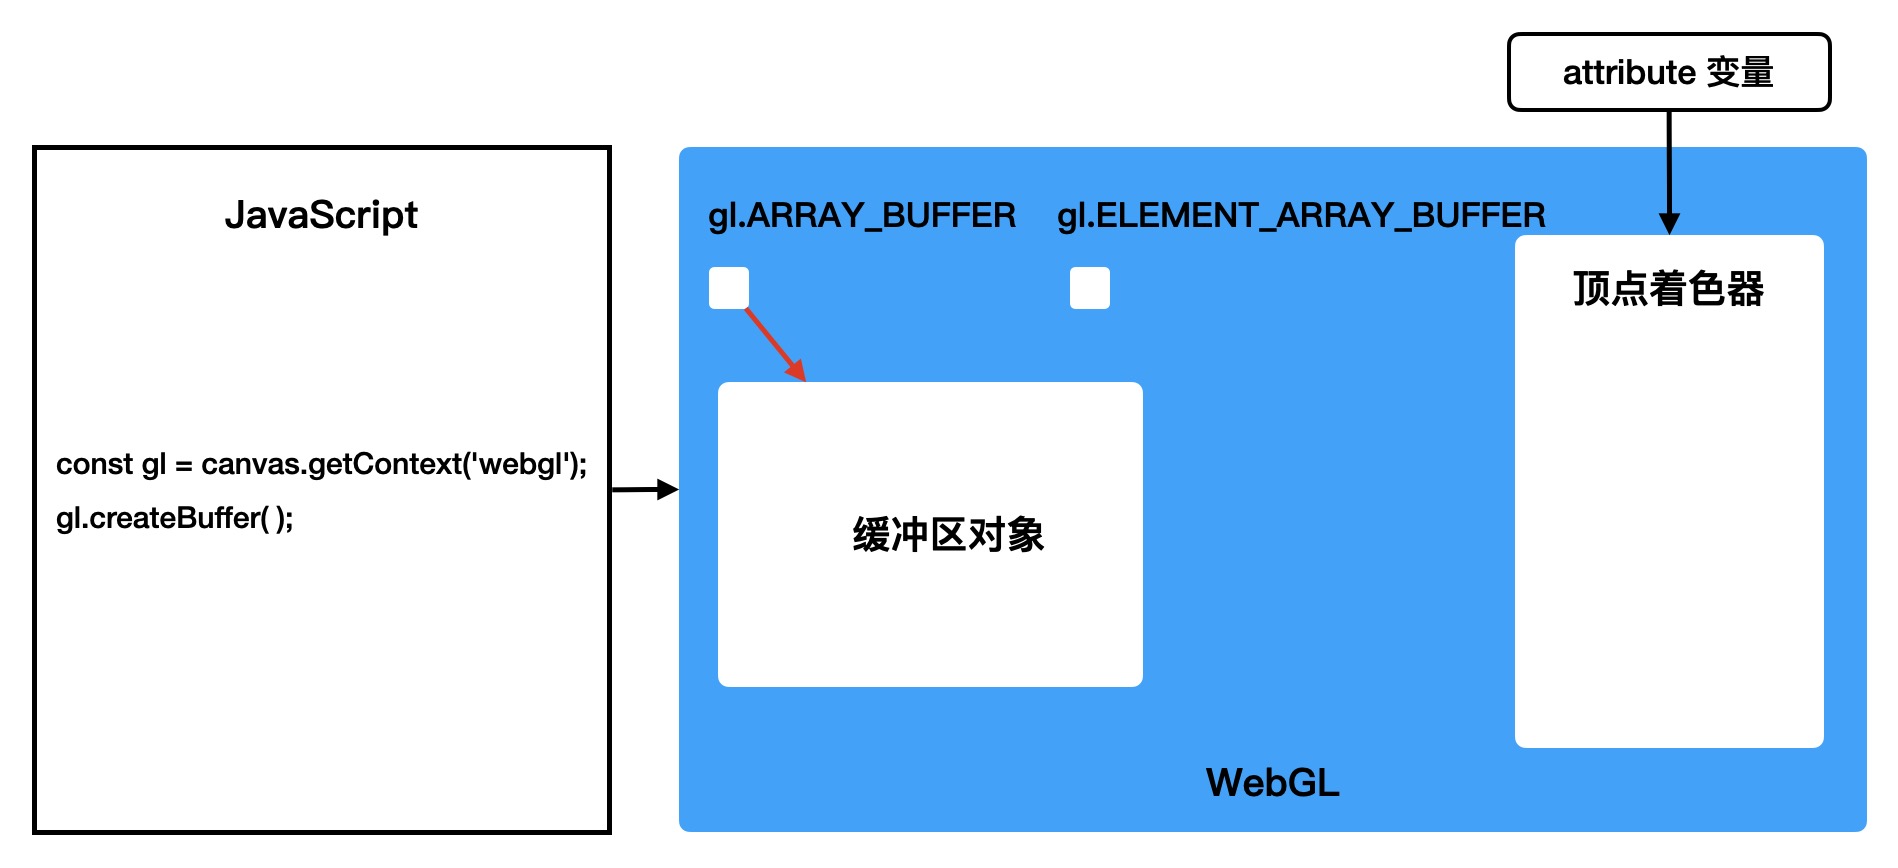 attribute 变量
JavaScript
const gl = canvas.getContext('webgl');
gl.createBuffer( );
gl.ARRAY_BUFFER
gl.ELEMENT_ARRAY_BUFFER
顶点着色器
缓冲区对象
WebGL